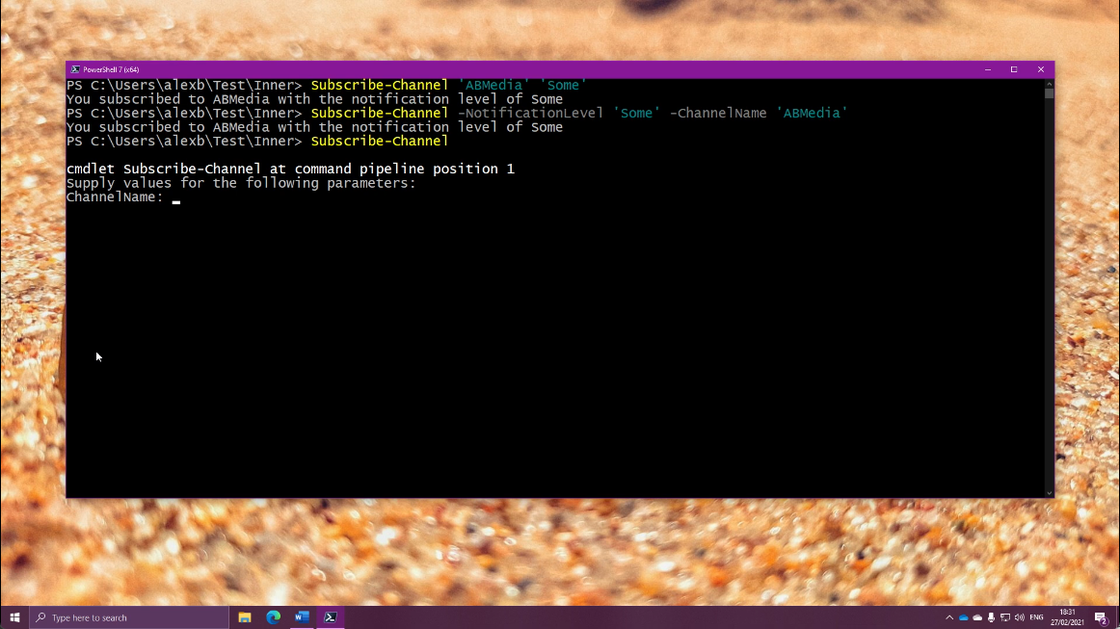 PowerShell 7 (x64)
PS C:\Users\alexb\Test\Inner> Subscribe-Channel 'ABMedia' 'Some'
You subscribed to ABMedia with the notification level of Some
PS C:\Users\alexb\Test\Inner> Subscribe-Channel -NotificationLevel 'Some' -ChannelName 'ABMedia'
You subscribed to ABMedia with the notification level of Some
PS C:\Users\alexb\Test\Inner> Subscribe-Channel
cmdlet Subscribe-Channel at command pipeline position 1
Supply values for the following parameters:
ChannelName:
Type here to search
ENG
18:31
27/02/2021
2